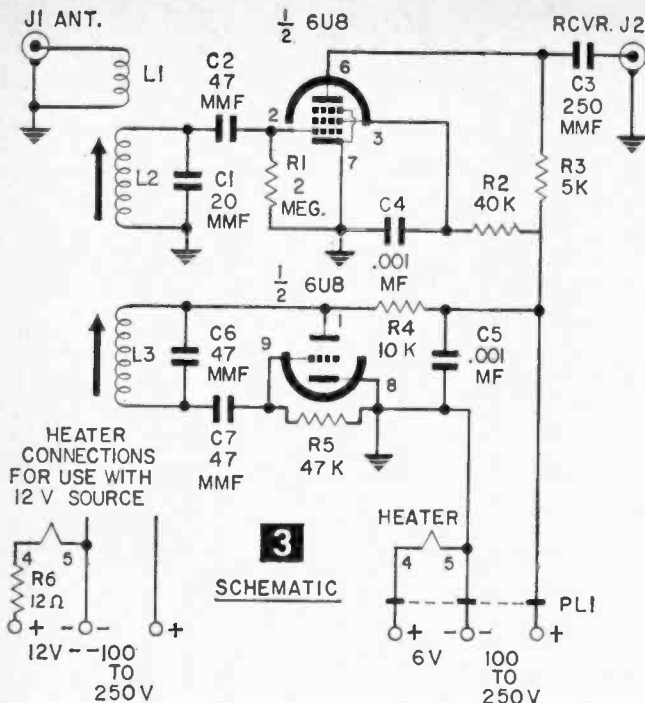 J1 ANT.
1/2 6U8
RCVR. J2
L1
C2
47
MMF
6
C3
250
MMF
2
3
7
L2
C1
20
MMF
R1
2
MEG.
C4
.001
MF
R2
40K
R3
5K
1/2 6U8
1
R4
10K
C5
.001
MF
L3
C6
47
MMF
9
8
C7
47
MMF
R5
47K
HEATER
CONNECTIONS
FOR USE WITH
12 V SOURCE
4 5
R6
12Ω
+ - - +
12V -- 100
TO
250V
3
SCHEMATIC
HEATER
4 5
PL1
+ - - +
6V 100
TO
250V